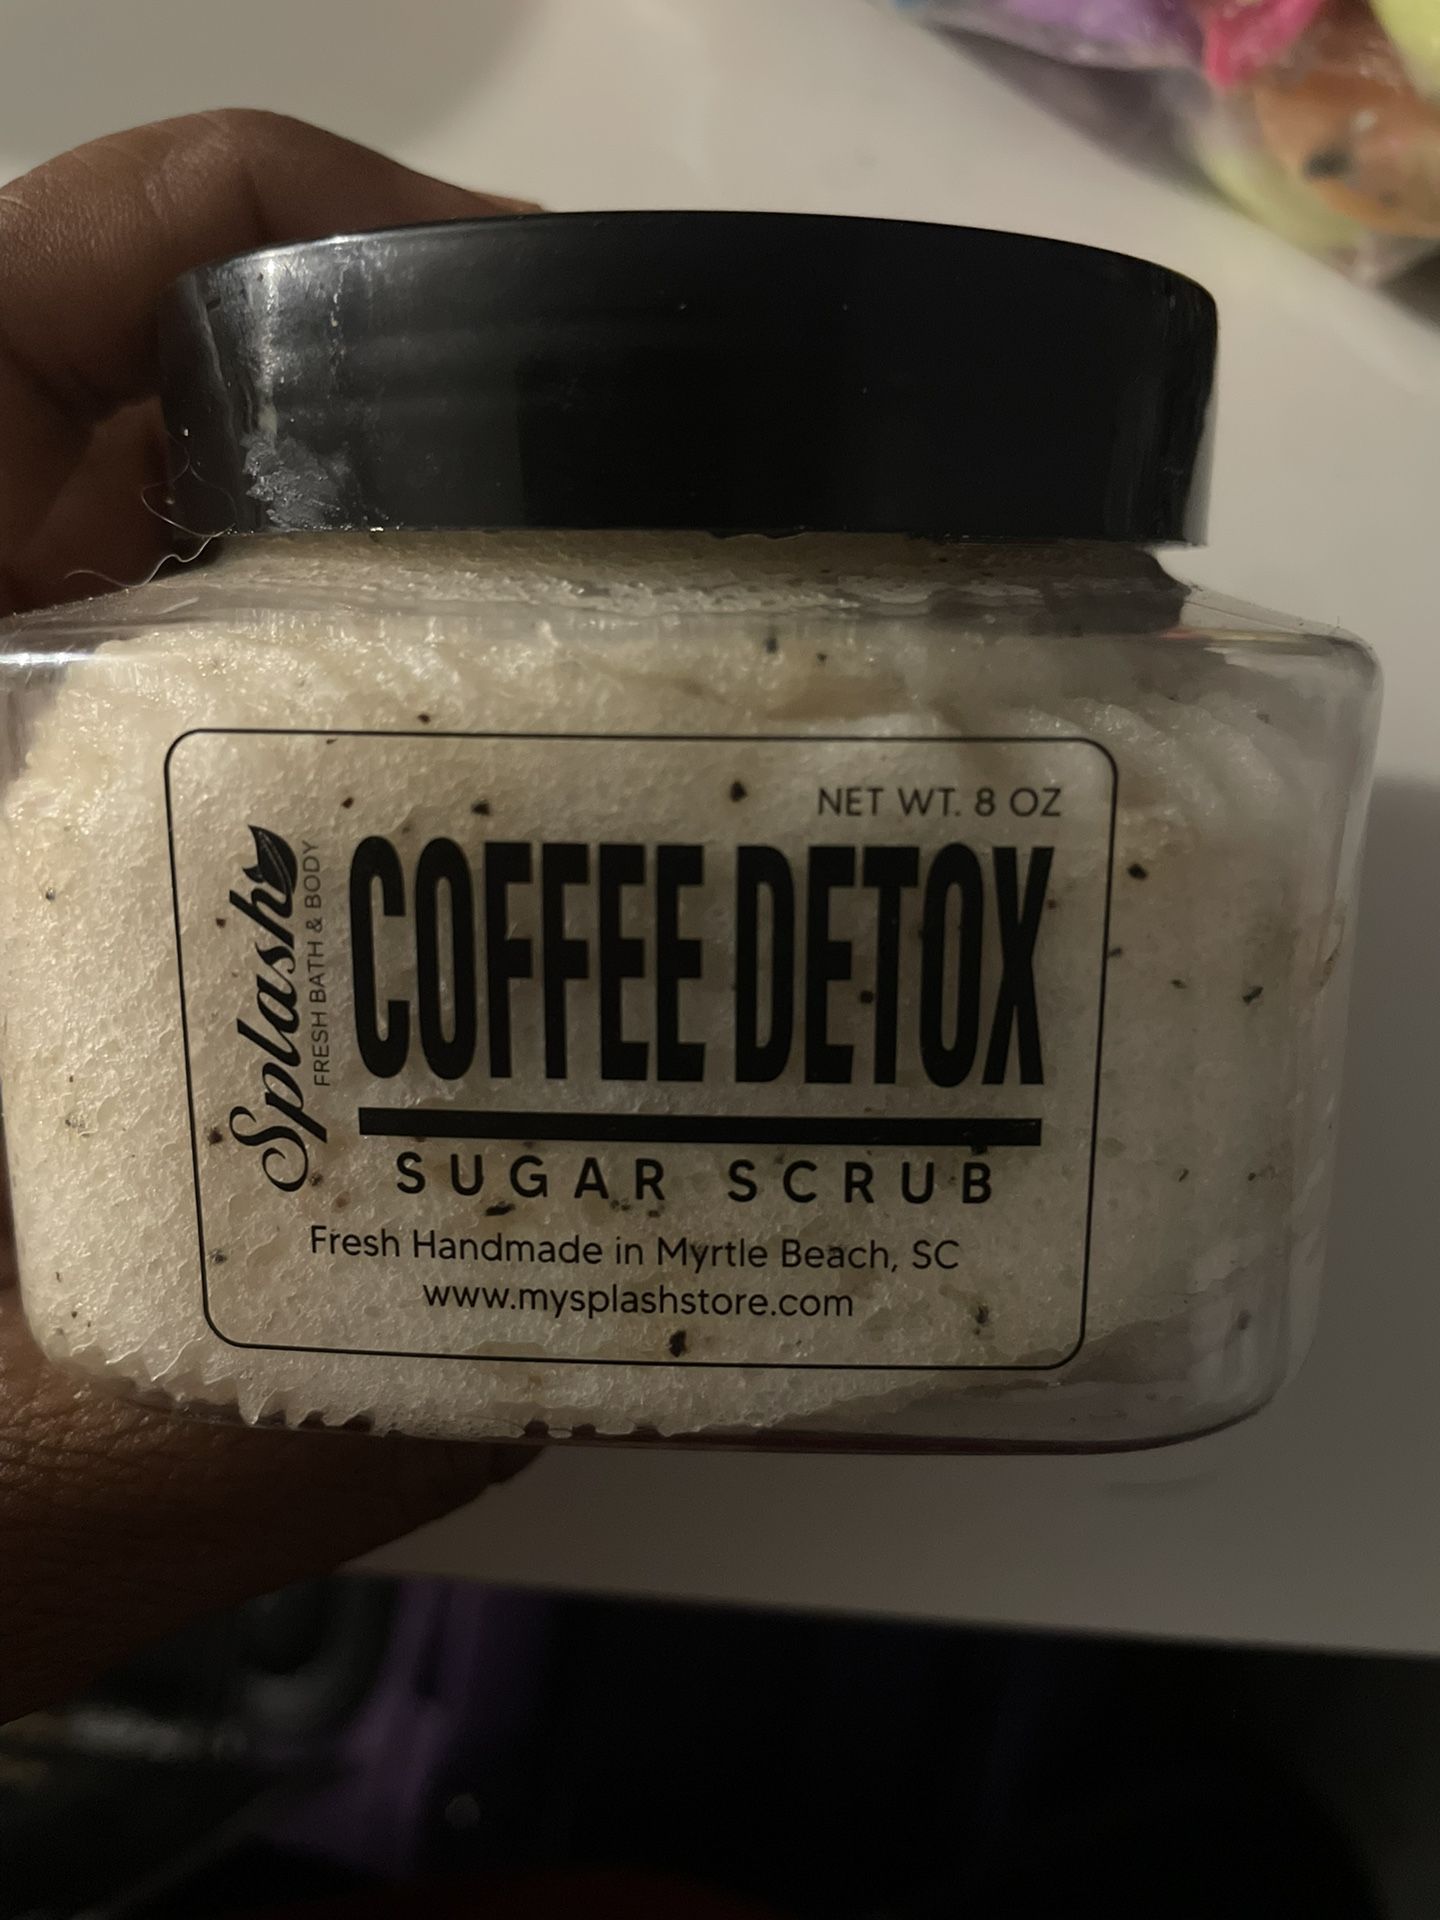 NET WT. 8 OZ
Splash
FRESH BATH & BODY
COFFEE DETOX
SUGAR SCRUB
Fresh Handmade in Myrtle Beach, SC
www.mysplashstore.com